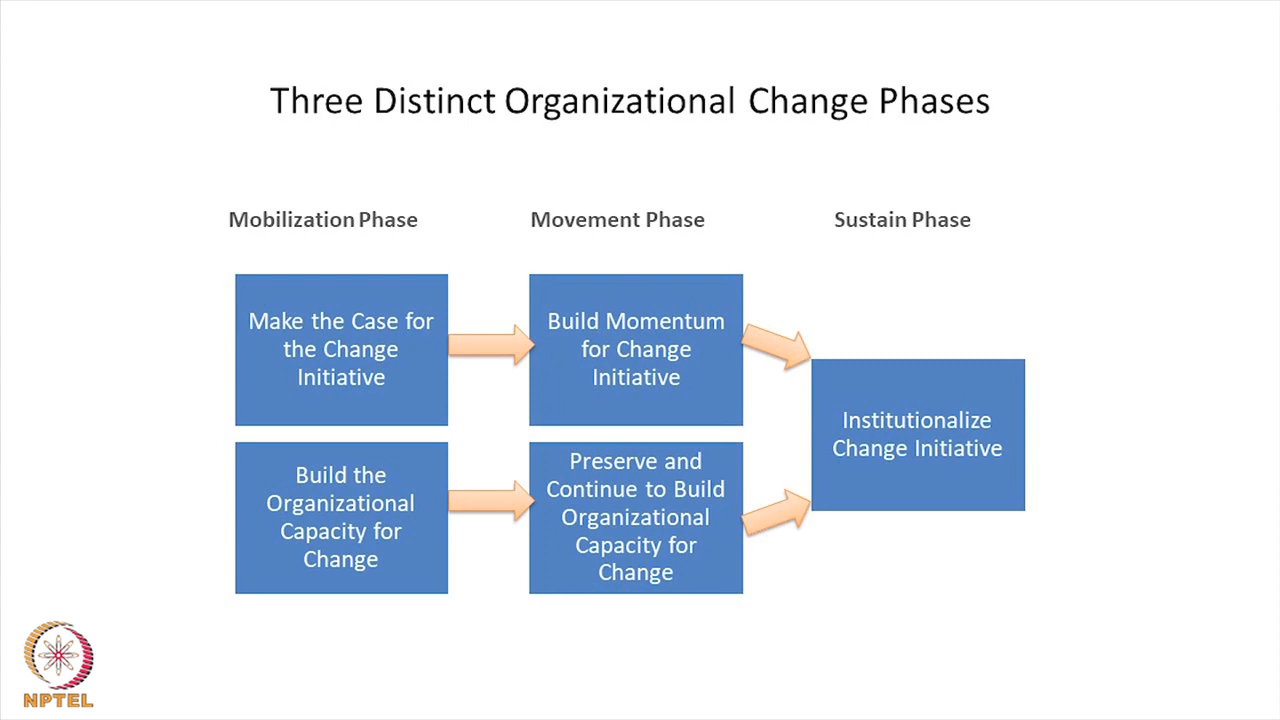 Three Distinct Organizational Change Phases
Mobilization Phase
Movement Phase
Sustain Phase
Make the Case for
the Change
Initiative
Build Momentum
for Change
Initiative
Build the
Organizational
Capacity for
Change
Preserve and
Continue to Build
Organizational
Capacity for
Change
Institutionalize
Change Initiative
NPTEL